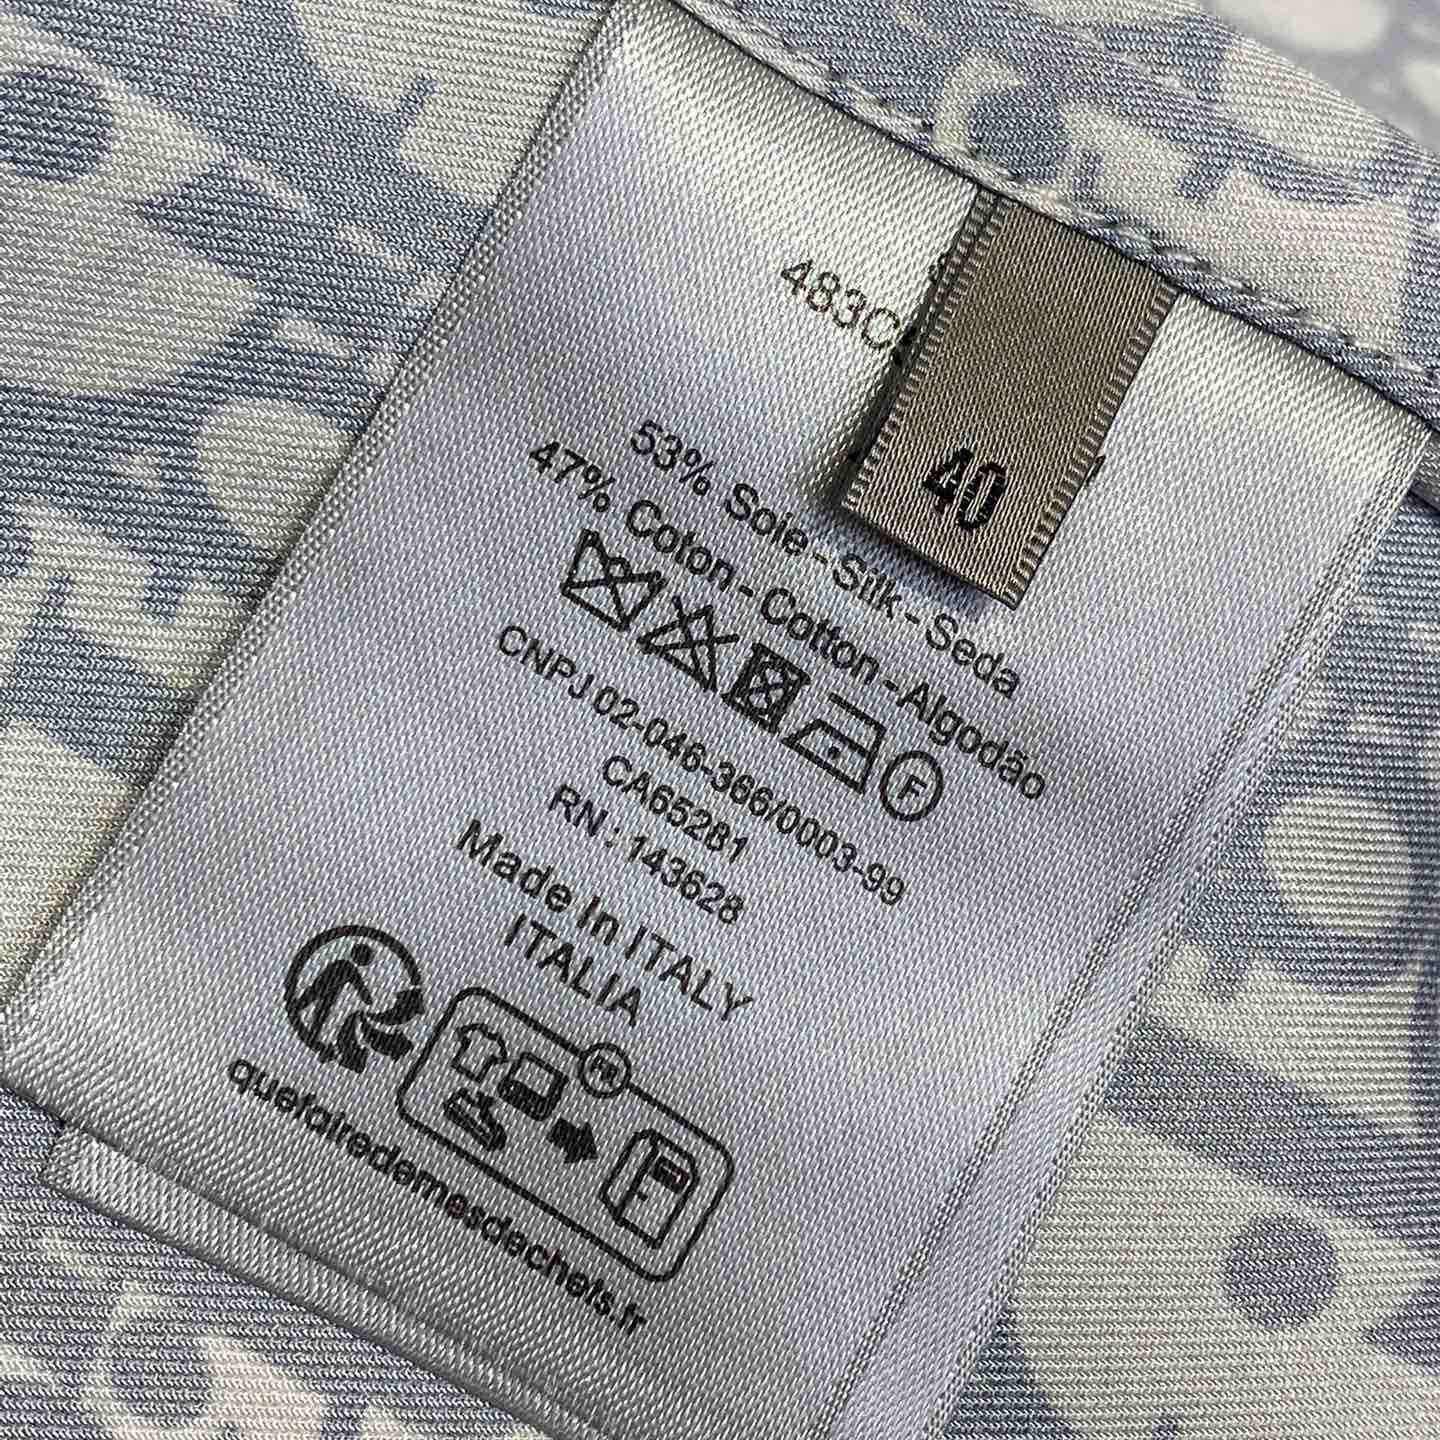 483C
40
53% Soie - Silk - Seda
47% Coton - Cotton - Algodão
F
CNPJ 02-046-366/0003-99
CA65281
RN : 143628
Made In ITALY
ITALIA
FR
quefairedemesdechets.fr